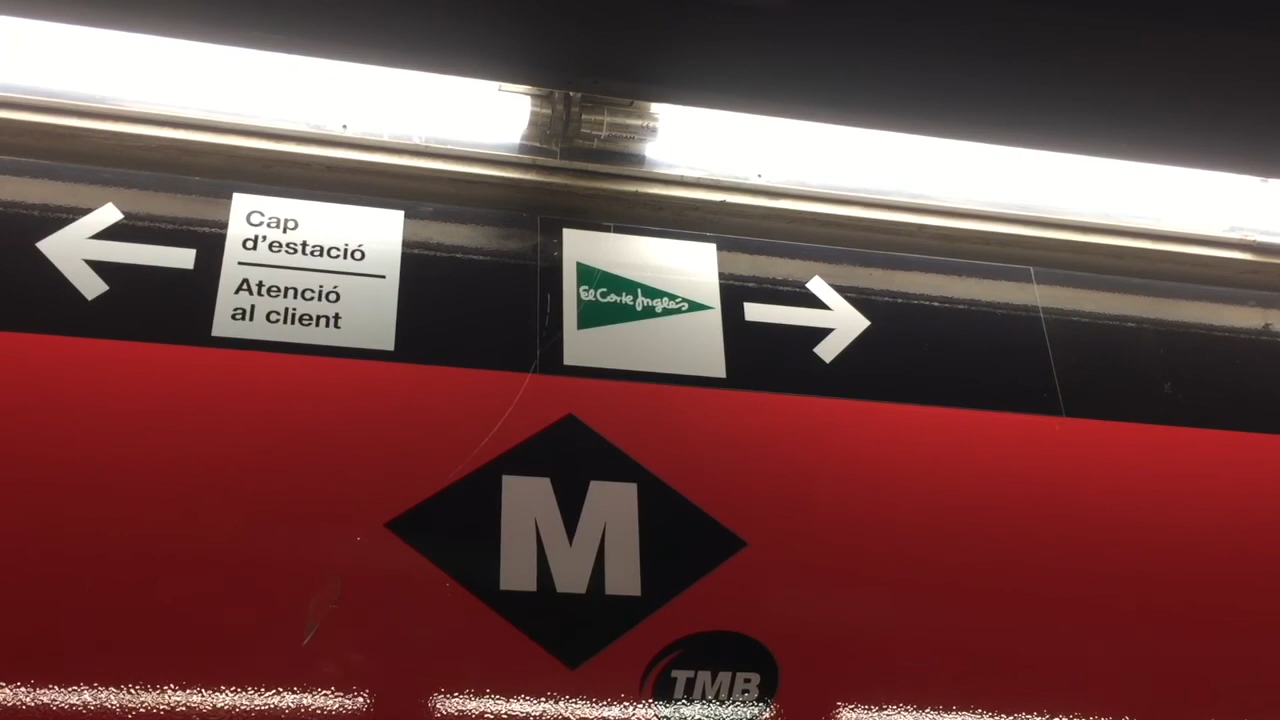 Cap
d'estació
Atenció
al client
El Corte Inglés
M
TMB